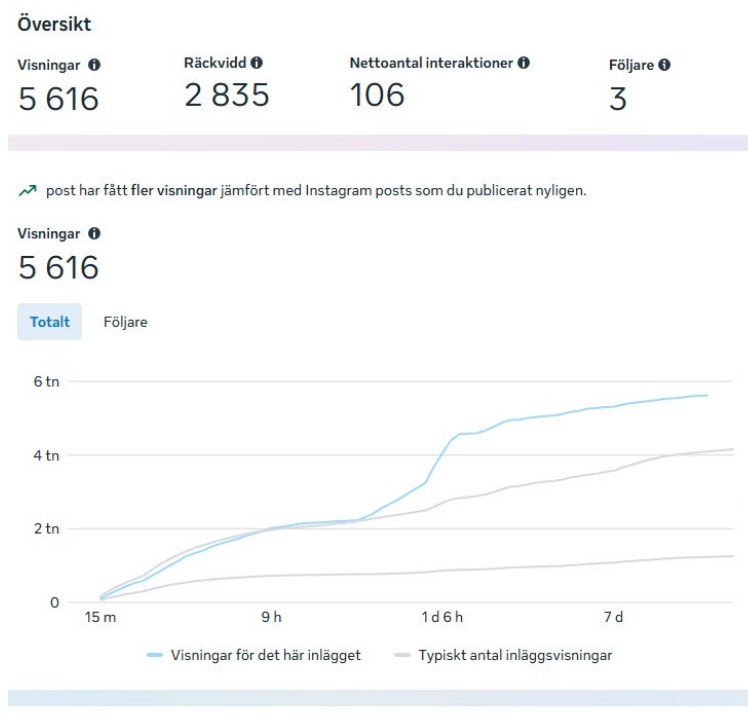 Översikt
Visningar Räckvidd Nettoantal interaktioner Följare
5 616 2 835 106 3
post har fått fler visningar jämfört med Instagram posts som du publicerat nyligen.
Visningar
5 616
Totalt Följare
6 tn
4 tn
2 tn
0
15 m 9 h 1 d 6 h 7 d
Visningar för det här inlägget Typiskt antal inläggsvisningar